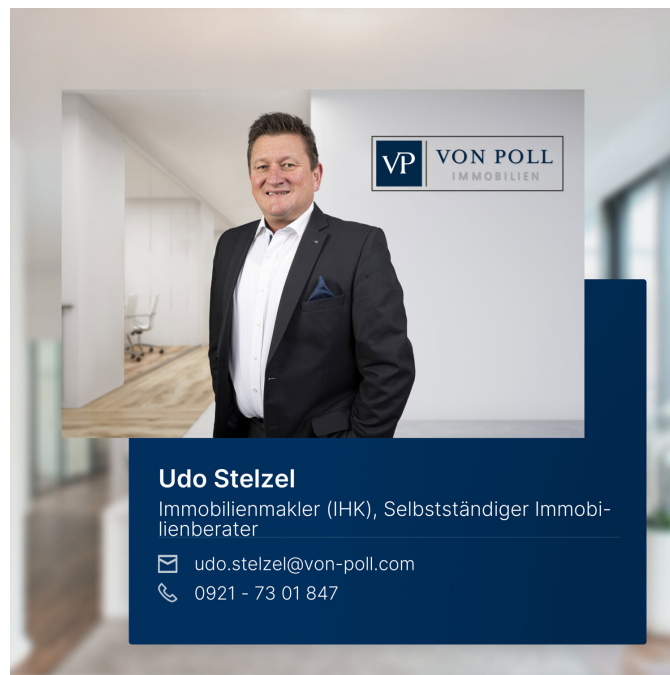 VP VON POLL
IMMOBILIEN
Udo Stelzel
Immobilienmakler (IHK), Selbstständiger Immobi-
lienberater
udo.stelzel@von-poll.com
0921 - 73 01 847